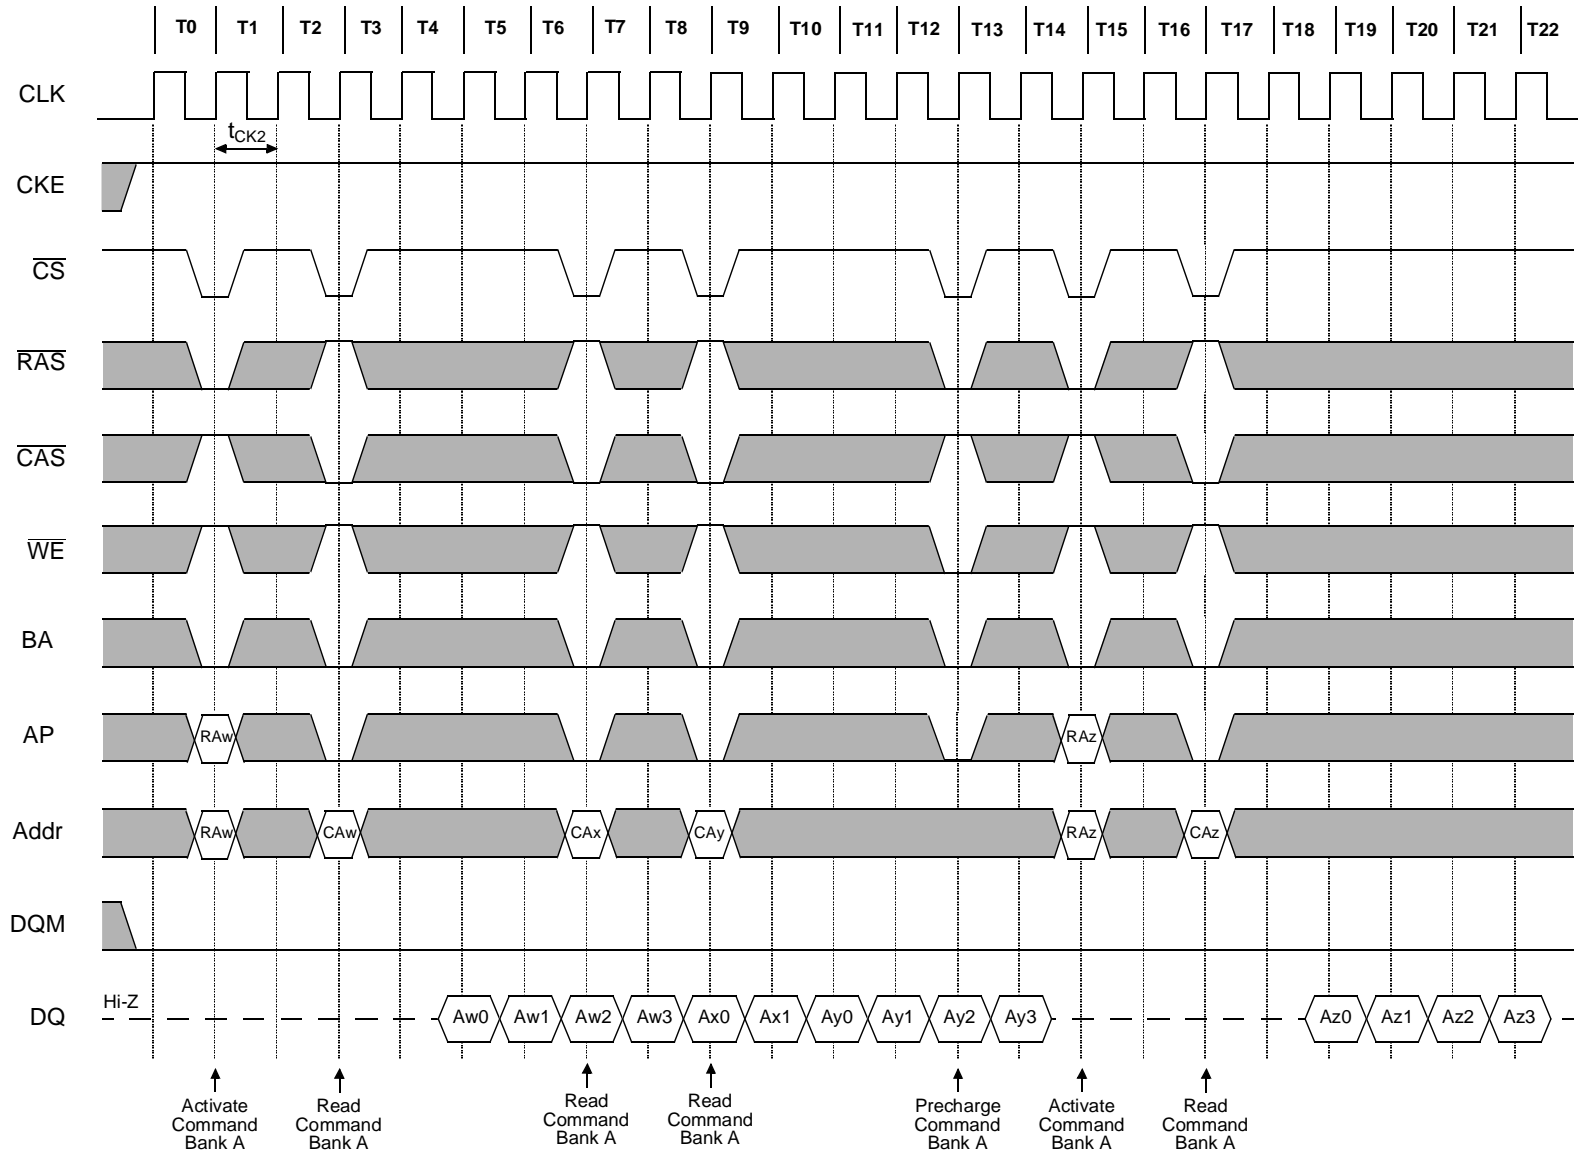 T0 T1 T2 T3 T4 T5 T6 T7 T8 T9 T10 T11 T12 T13 T14 T15 T16 T17 T18 T19 T20 T21 T22
CLK
tCK2
CKE
CS
RAS
CAS
WE
BA
AP
RAw RAz
Addr
RAw CAw CAx CAy RAz CAz
DQM
Hi-Z
DQ
Aw0 Aw1 Aw2 Aw3 Ax0 Ax1 Ay0 Ay1 Ay2 Ay3 Az0 Az1 Az2 Az3
Activate
Command
Bank A
Read
Command
Bank A
Read
Command
Bank A
Read
Command
Bank A
Precharge
Command
Bank A
Activate
Command
Bank A
Read
Command
Bank A